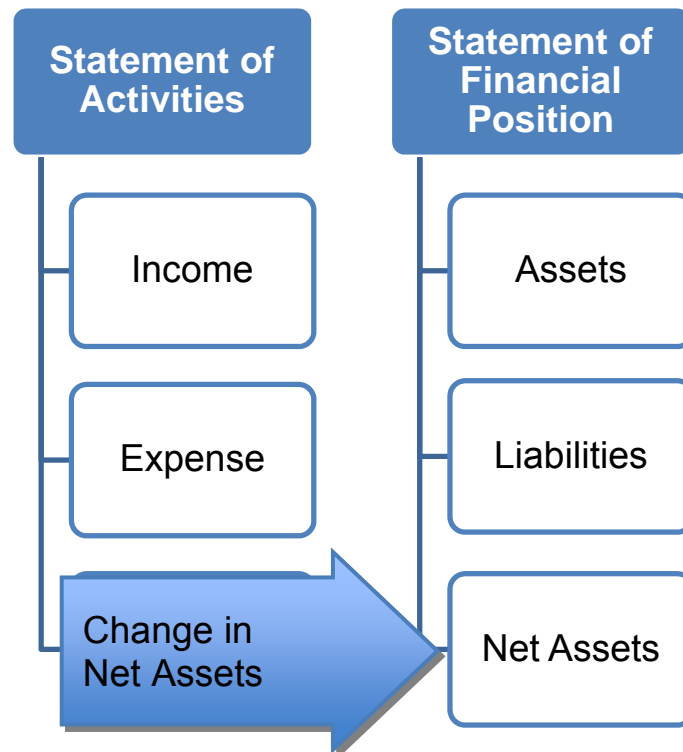 Statement of
Activities
Income
Expense
Change in
Net Assets
Statement of
Financial
Position
Assets
Liabilities
Net Assets